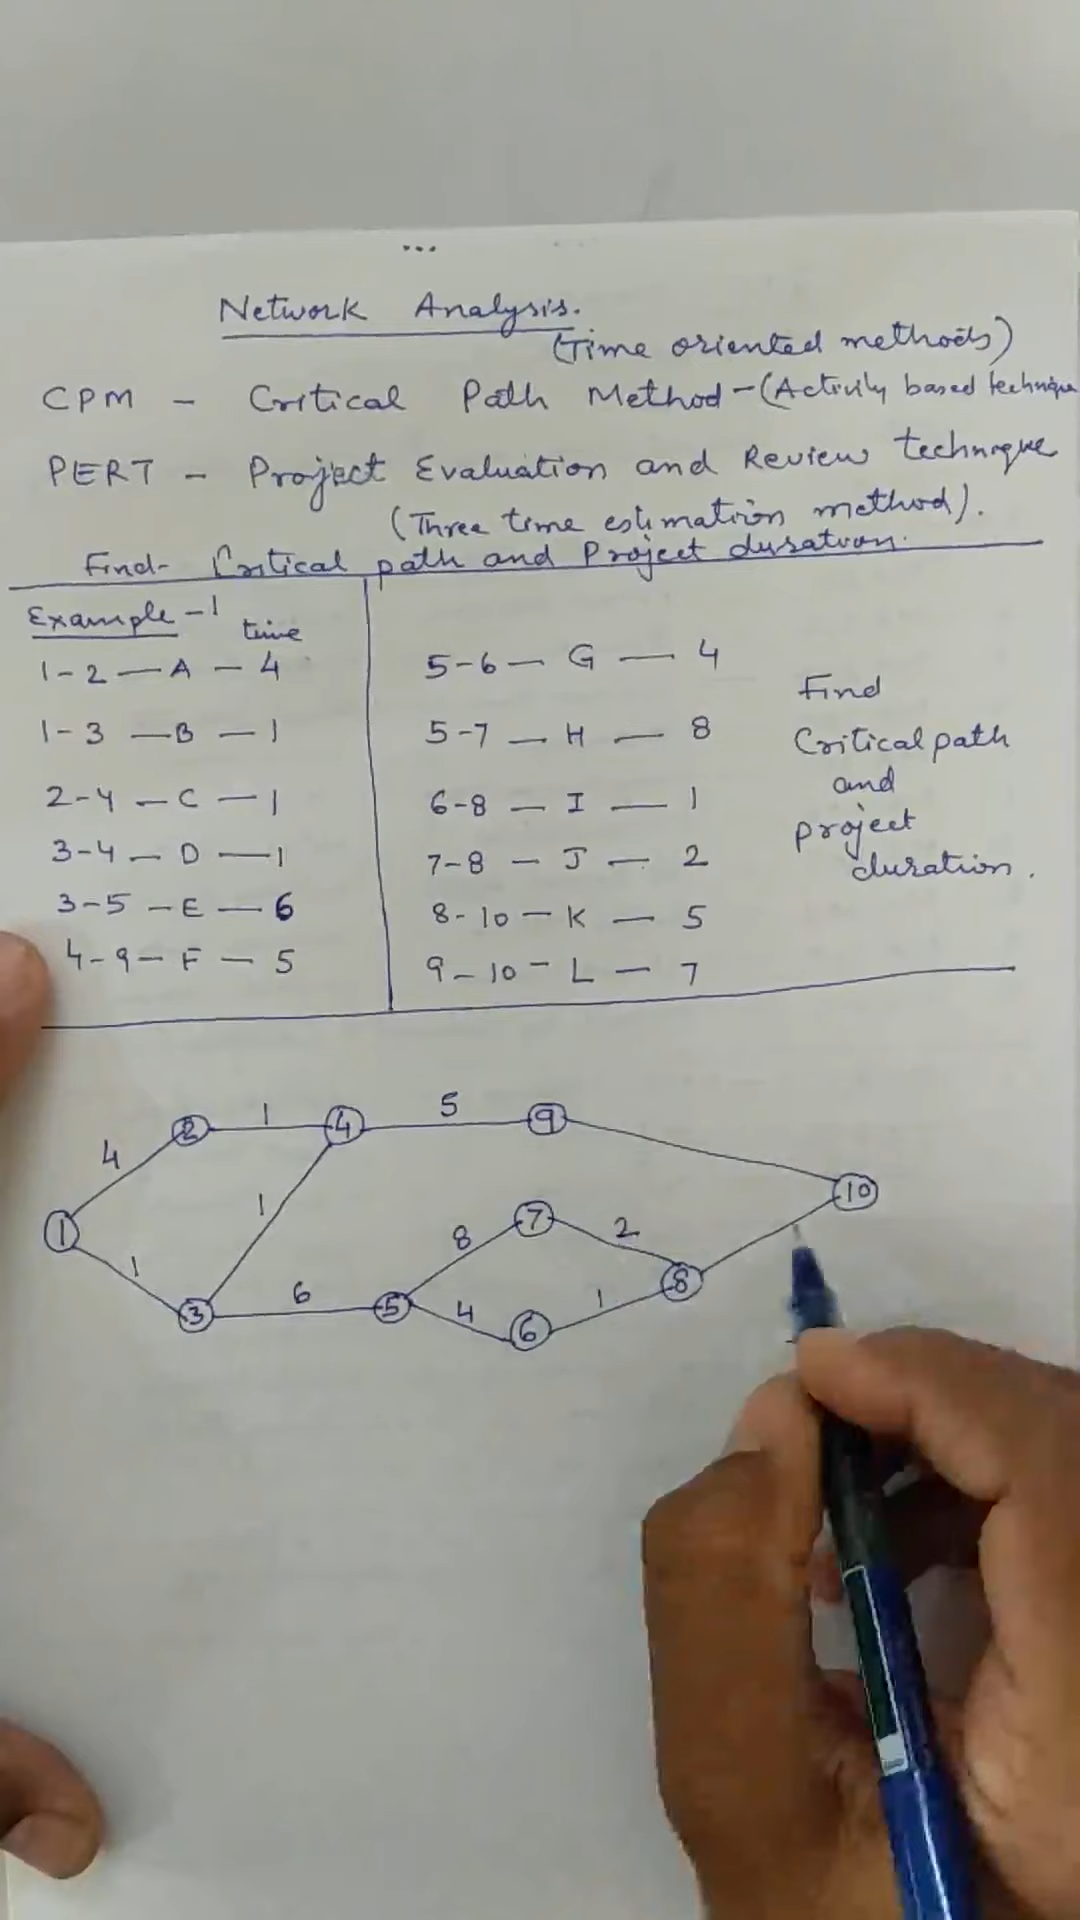 Network Analysis.
(Time oriented methods)
CPM - Critical Path Method - (Activity based technique
PERT - Project Evaluation and Review technique
(Three time estimation method).
Find- Critical path and Project duration.
Example - 1
time
1-2 — A — 4
1-3 — B — 1
2-4 — C — 1
3-4 — D — 1
3-5 — E — 6
4-9 — F — 5
5-6 — G — 4
5-7 — H — 8
6-8 — I — 1
7-8 — J — 2
8-10 — K — 5
9-10 — L — 7
Find
Critical path
and
project
duration.
1 5
4 2 4 9
1 1 8 7 2 10
1 6 8
3 5 4 6 1